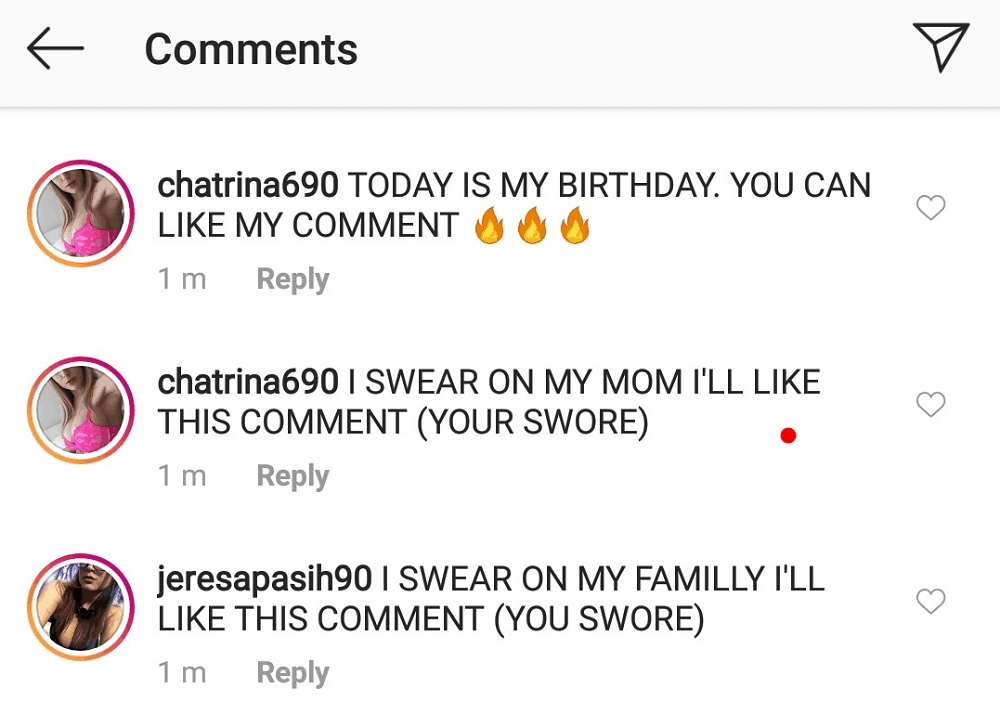 Comments
chatrina690 TODAY IS MY BIRTHDAY. YOU CAN
LIKE MY COMMENT 🔥🔥🔥
1 m Reply
chatrina690 I SWEAR ON MY MOM I'LL LIKE
THIS COMMENT (YOUR SWORE)
1 m Reply
jeresapasih90 I SWEAR ON MY FAMILLY I'LL
LIKE THIS COMMENT (YOU SWORE)
1 m Reply